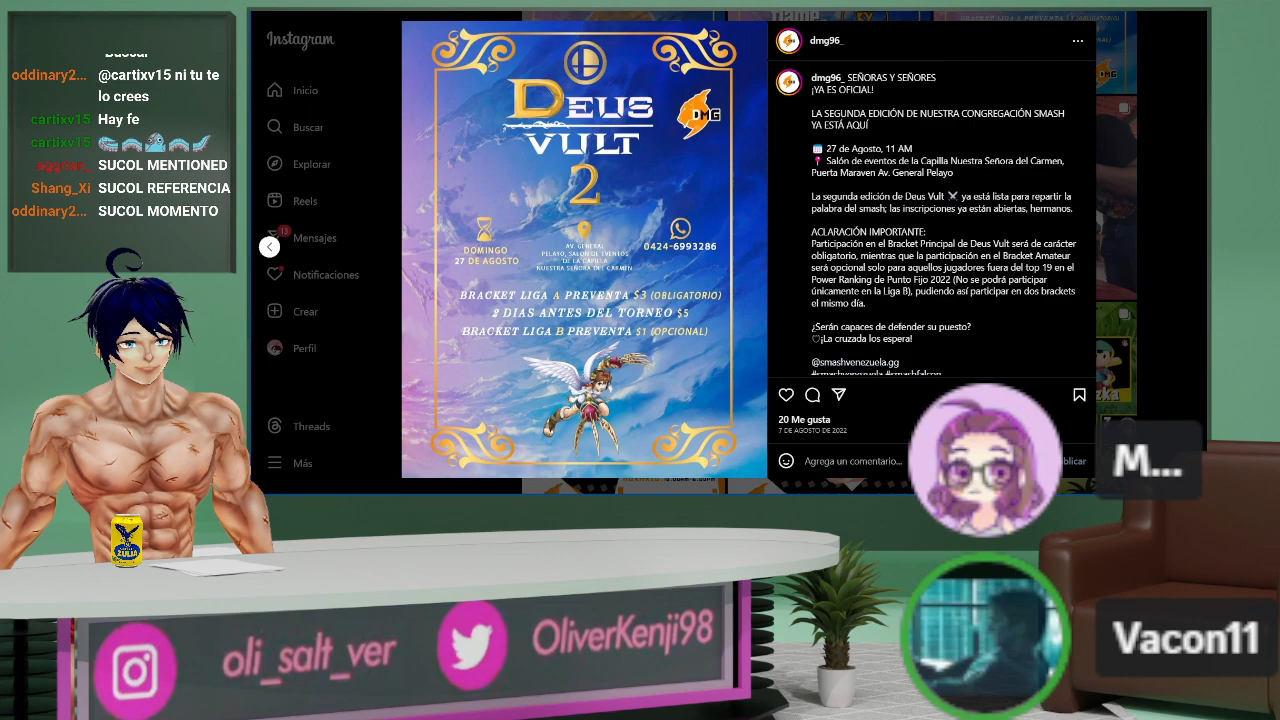 oddinary2... @cartixv15 ni tu te
lo crees
cartixv15 Hay fe
cartixv15
SUCOL MENTIONED
Shang_Xi SUCOL REFERENCIA
oddinary2... SUCOL MOMENTO
Instagram
Inicio
Buscar
Explorar
Reels
13
Mensajes
Notificaciones
Crear
Perfil
Threads
Más
DEUS
VULT
2
DMG
DOMINGO
27 DE AGOSTO
AV. GENERAL
PELAYO, SALON DE EVENTOS
DE LA CAPILLA
NUESTRA SEÑORA DEL CARMEN
0424-6993286
BRACKET LIGA A PREVENTA $3 (OBLIGATORIO)
2 DIAS ANTES DEL TORNEO $5
BRACKET LIGA B PREVENTA $1 (OPCIONAL)
dmg96_
dmg96_ SEÑORAS Y SEÑORES
¡YA ES OFICIAL!
LA SEGUNDA EDICIÓN DE NUESTRA CONGREGACIÓN SMASH
YA ESTÁ AQUÍ
27 de Agosto, 11 AM
Salón de eventos de la Capilla Nuestra Señora del Carmen,
Puerta Maraven Av. General Pelayo
La segunda edición de Deus Vult ya está lista para repartir la
palabra del smash; las inscripciones ya están abiertas, hermanos.
ACLARACIÓN IMPORTANTE:
Participación en el Bracket Principal de Deus Vult será de carácter
obligatorio, mientras que la participación en el Bracket Amateur
será opcional solo para aquellos jugadores fuera del top 19 en el
Power Ranking de Punto Fijo 2022 (No se podrá participar
únicamente en la Liga B), pudiendo así participar en dos brackets
el mismo día.
¿Serán capaces de defender su puesto?
¡La cruzada los espera!
@smashvenezuela.gg
20 Me gusta
7 DE AGOSTO DE 2022
Agrega un comentario...
blicar
M...
Vacon11
ZULIA
oli_salt_ver
OliverKenji98